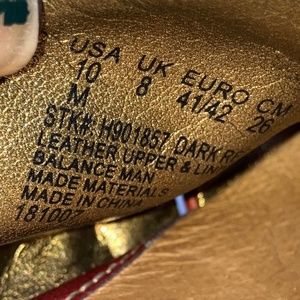 USA UK EURO CM
10 8 41/42 26
M
STK#: H901857 DARK
LEATHER UPPER &
BALANCE MAN
MADE MATERIALS
MADE IN CHINA
181007